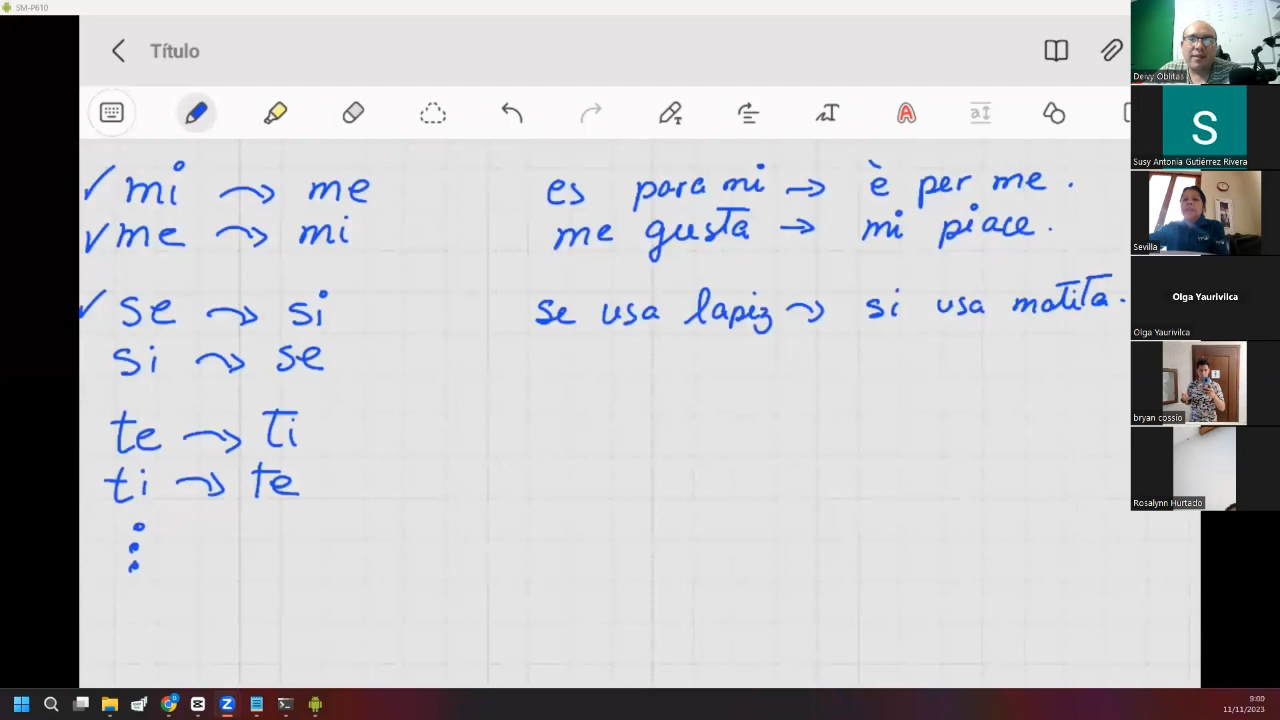 SM-P610
Título
✓ mi → me es para mi → è per me.
✓ me → mi me gusta → mi piace.
✓ se → si se usa lapiz → si usa matita.
si → se
te → ti
ti → te
Deivy Oblitas
S
Susy Antonia Gutiérrez Rivera
Sevilla
Olga Yaurivilca
Olga Yaurivilca
bryan cossio
Rosalynn Hurtado
9:00
11/11/2023